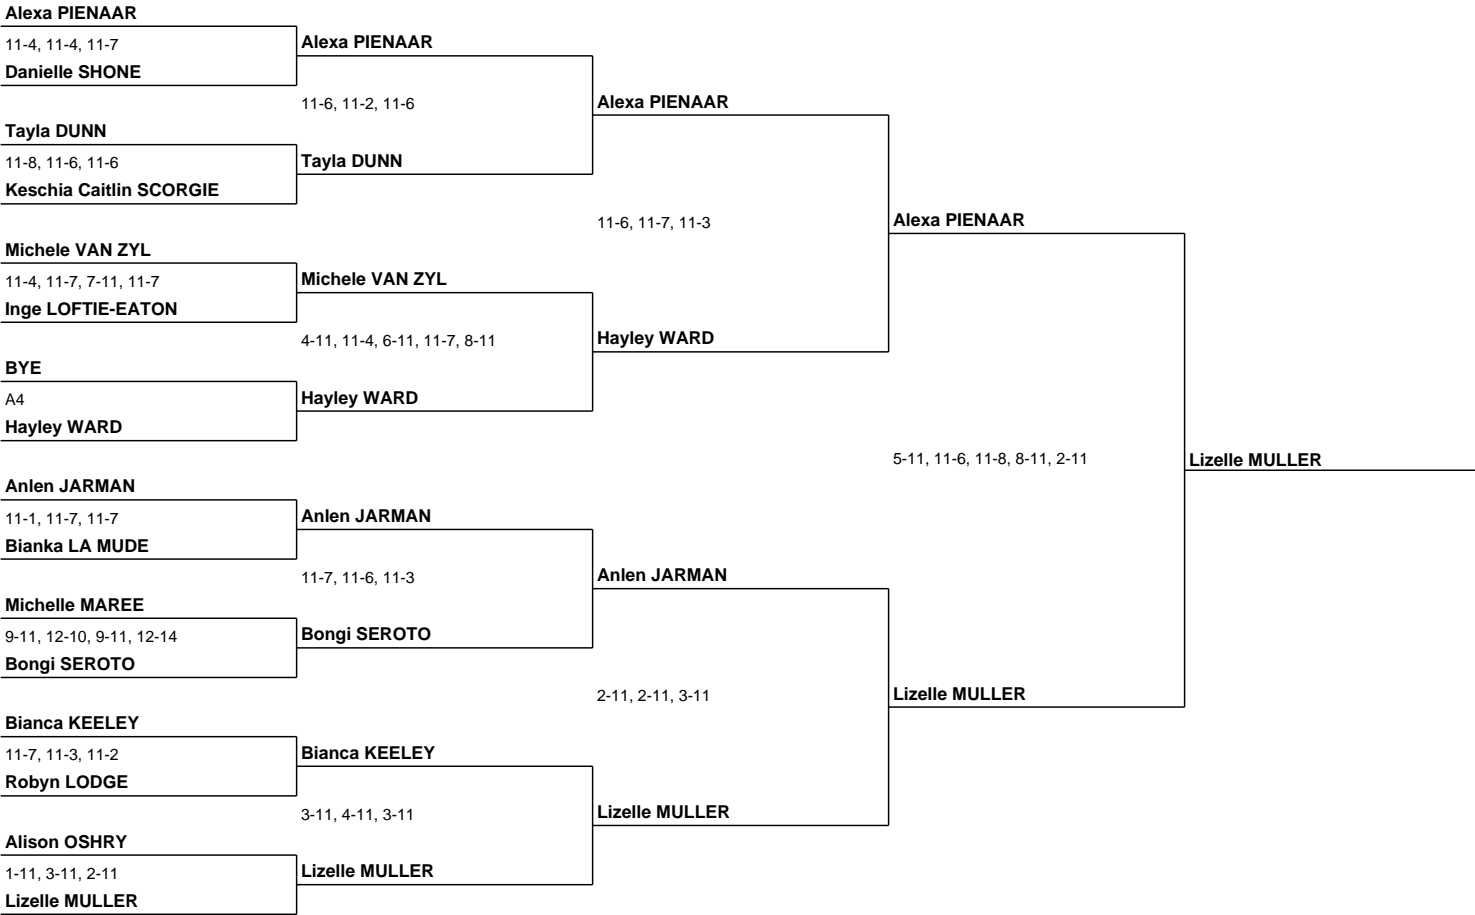 Alexa PIENAAR
11-4, 11-4, 11-7
Danielle SHONE
Tayla DUNN
11-8, 11-6, 11-6
Keschia Caitlin SCORGIE
Michele VAN ZYL
11-4, 11-7, 7-11, 11-7
Inge LOFTIE-EATON
BYE
A4
Hayley WARD
Anlen JARMAN
11-1, 11-7, 11-7
Bianka LA MUDE
Michelle MAREE
9-11, 12-10, 9-11, 12-14
Bongi SEROTO
Bianca KEELEY
11-7, 11-3, 11-2
Robyn LODGE
Alison OSHRY
1-11, 3-11, 2-11
Lizelle MULLER
Alexa PIENAAR
11-6, 11-2, 11-6
Tayla DUNN
Michele VAN ZYL
4-11, 11-4, 6-11, 11-7, 8-11
Hayley WARD
Anlen JARMAN
11-7, 11-6, 11-3
Bongi SEROTO
Bianca KEELEY
3-11, 4-11, 3-11
Lizelle MULLER
Alexa PIENAAR
11-6, 11-7, 11-3
Hayley WARD
Anlen JARMAN
2-11, 2-11, 3-11
Lizelle MULLER
Alexa PIENAAR
5-11, 11-6, 11-8, 8-11, 2-11
Lizelle MULLER
Lizelle MULLER